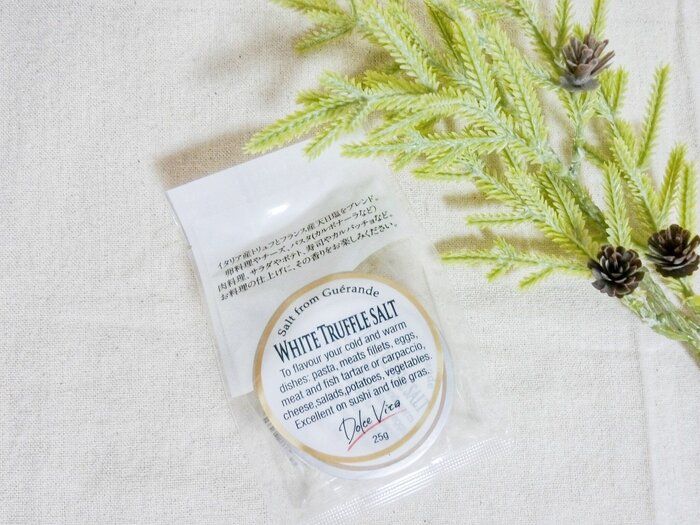 イタリア産トリュフとフランス産 天日塩をブレンド。
卵料理やチーズ、パスタ(カルボナーラなど)
肉料理、サラダやポテト、寿司やカルパッチョなど、
お料理の仕上げに、その香りをお楽しみください。
Salt from Guérande
WHITE TRUFFLE SALT
To flavour your cold and warm
dishes: pasta, meats fillets, eggs,
meat and fish tartare or carpaccio,
cheese,salads,potatoes, vegetables.
Excellent on sushi and foie gras.
Dolce Vita
25g